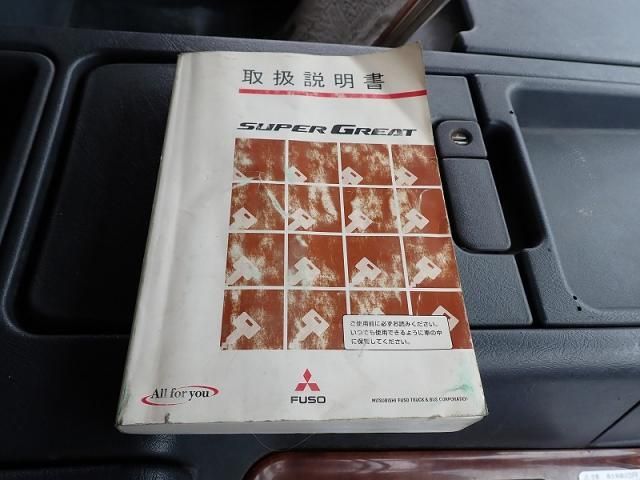 取扱説明書
SUPER GREAT
ご使用前に必ずお読みください。
いつでも使用できるように車の中
に保管してください。
All for you
FUSO
MITSUBISHI FUSO TRUCK & BUS CORPORATION